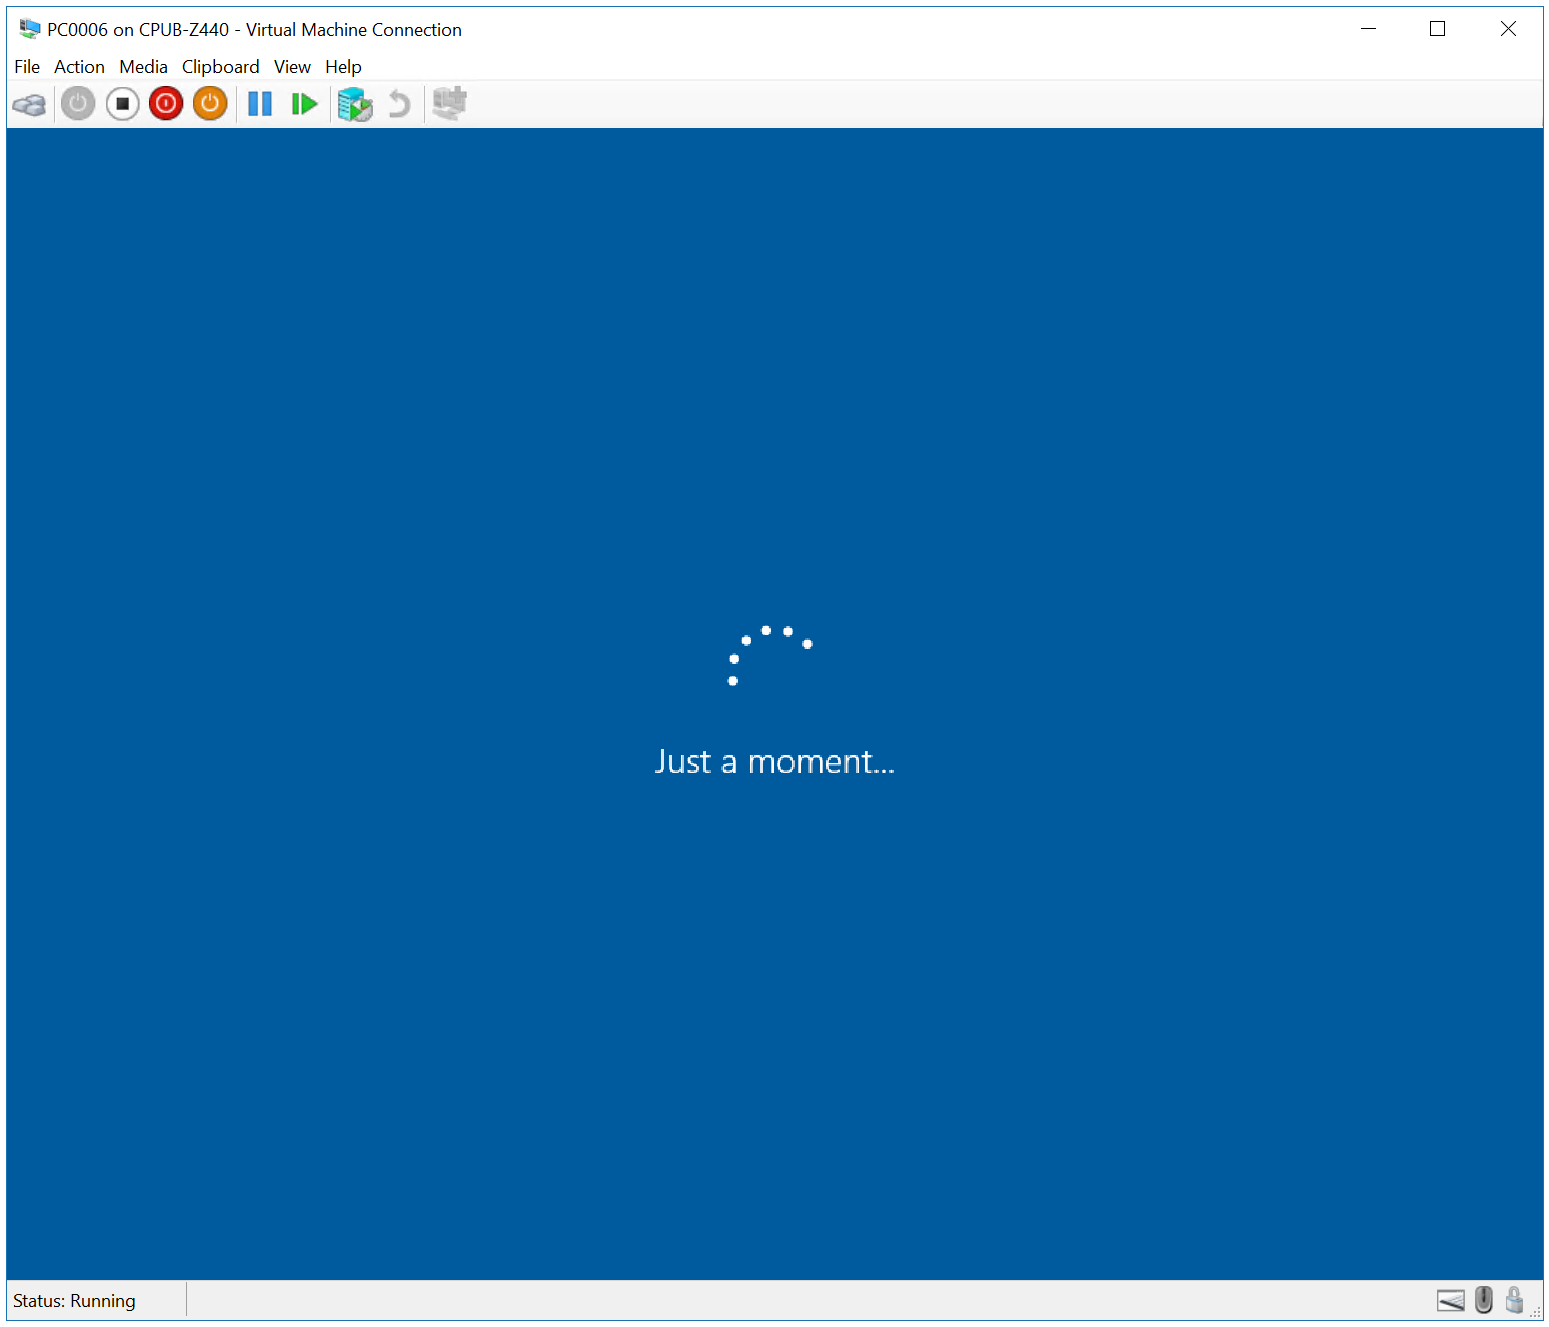 PC0006 on CPUB-Z440 - Virtual Machine Connection
File Action Media Clipboard View Help
Just a moment...
Status: Running